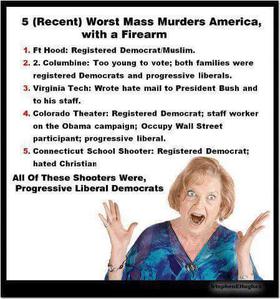 5 (Recent) Worst Mass Murders America,
with a Firearm
1. Ft Hood: Registered Democrat/Muslim.
2. 2. Columbine: Too young to vote; both families were
registered Democrats and progressive liberals.
3. Virginia Tech: Wrote hate mail to President Bush and
to his staff.
4. Colorado Theater: Registered Democrat; staff worker
on the Obama campaign; Occupy Wall Street
participant; progressive liberal.
5. Connecticut School Shooter: Registered Democrat;
hated Christian
All Of These Shooters Were,
Progressive Liberal Democrats
StephenEHughes